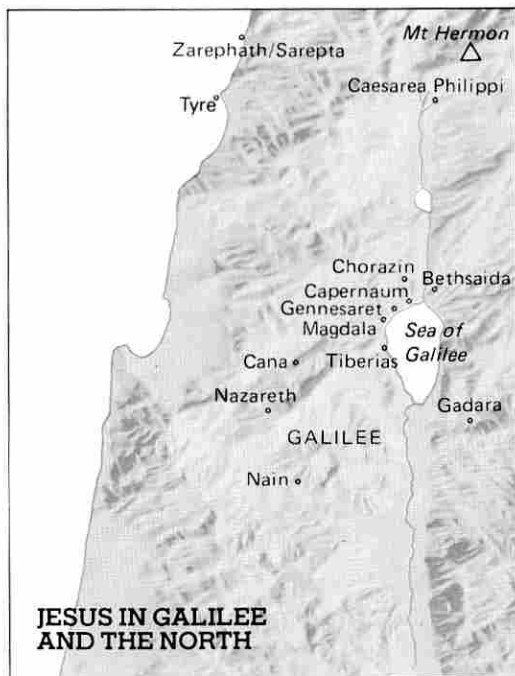 Mt Hermon
Zarephath/Sarepta
Caesarea Philippi
Tyre
Chorazin
Bethsaida
Capernaum
Gennesaret
Magdala
Sea of
Galilee
Cana
Tiberias
Nazareth
Gadara
GALILEE
Nain
JESUS IN GALILEE
AND THE NORTH